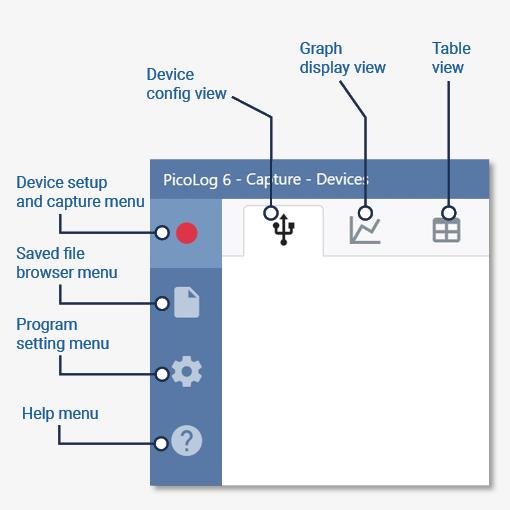 Graph
display view
Table
view
Device
config view
PicoLog 6 - Capture - Devices
Device setup
and capture menu
Saved file
browser menu
Program
setting menu
Help menu
?